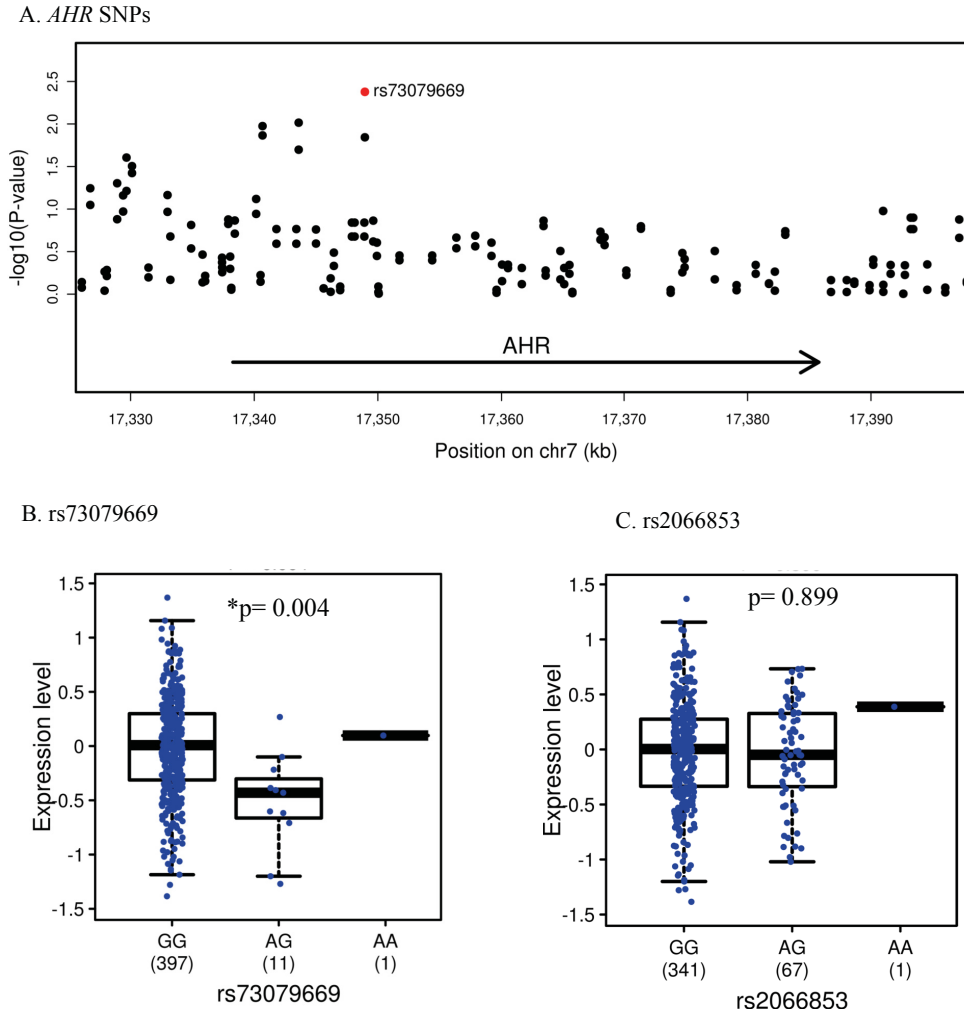 A. AHR SNPs
-log10(P-value)
2.5
2.0
1.5
1.0
0.5
0.0
rs73079669
AHR
17,330 17,340 17,350 17,360 17,370 17,380 17,390
Position on chr7 (kb)
B. rs73079669
Expression level
1.5
1
0.5
0
-0.5
-1
-1.5
*p= 0.004
GG AG AA
(397) (11) (1)
rs73079669
C. rs2066853
Expression level
1.5
1
0.5
0
-0.5
-1
-1.5
p= 0.899
GG AG AA
(341) (67) (1)
rs2066853